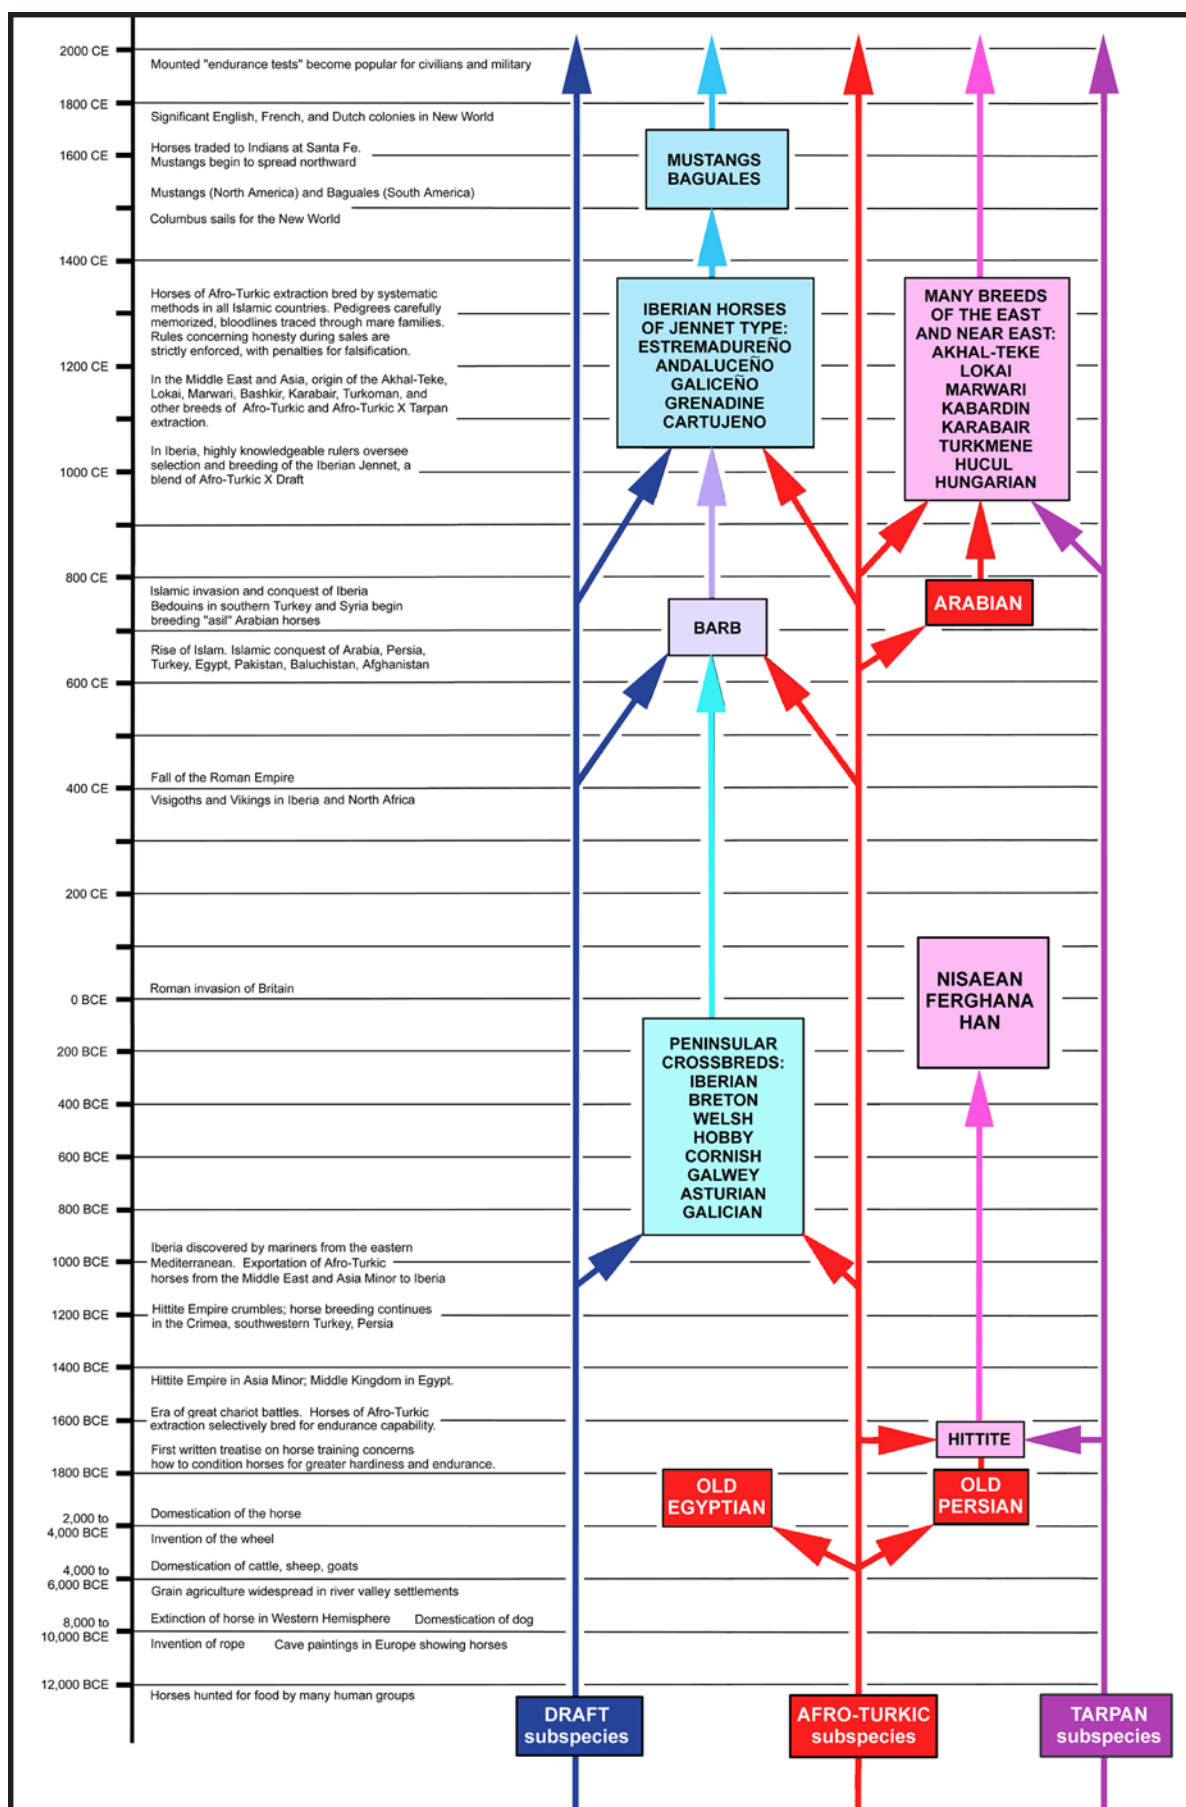 2000 CE
Mounted "endurance tests" become popular for civilians and military
1800 CE
Significant English, French, and Dutch colonies in New World
Horses traded to Indians at Santa Fe.
1600 CE
Mustangs begin to spread northward
MUSTANGS
BAGUALES
Mustangs (North America) and Baguales (South America)
Columbus sails for the New World
1400 CE
Horses of Afro-Turkic extraction bred by systematic
methods in all Islamic countries. Pedigrees carefully
memorized, bloodlines traced through mare families.
Rules concerning honesty during sales are
strictly enforced, with penalties for falsification.
IBERIAN HORSES
OF JENNET TYPE:
ESTREMADUREÑO
ANDALUCEÑO
GALICEÑO
GRENADINE
CARTUJENO
MANY BREEDS
OF THE EAST
AND NEAR EAST:
AKHAL-TEKE
LOKAI
MARWARI
KABARDIN
KARABAIR
TURKMENE
HUCUL
HUNGARIAN
1200 CE
In the Middle East and Asia, origin of the Akhal-Teke,
Lokai, Marwari, Bashkir, Karabair, Turkoman, and
other breeds of Afro-Turkic and Afro-Turkic X Tarpan
extraction.
In Iberia, highly knowledgeable rulers oversee
selection and breeding of the Iberian Jennet, a
blend of Afro-Turkic X Draft
1000 CE
800 CE
Islamic invasion and conquest of Iberia
Bedouins in southern Turkey and Syria begin
breeding "asil" Arabian horses
ARABIAN
BARB
Rise of Islam. Islamic conquest of Arabia, Persia,
Turkey, Egypt, Pakistan, Baluchistan, Afghanistan
600 CE
Fall of the Roman Empire
400 CE
Visigoths and Vikings in Iberia and North Africa
200 CE
NISAEAN
FERGHANA
HAN
Roman invasion of Britain
0 BCE
PENINSULAR
CROSSBREDS:
IBERIAN
BRETON
WELSH
HOBBY
CORNISH
GALWEY
ASTURIAN
GALICIAN
200 BCE
400 BCE
600 BCE
800 BCE
Iberia discovered by mariners from the eastern
1000 BCE
Mediterranean. Exportation of Afro-Turkic
horses from the Middle East and Asia Minor to Iberia
1200 BCE
Hittite Empire crumbles; horse breeding continues
in the Crimea, southwestern Turkey, Persia
1400 BCE
Hittite Empire in Asia Minor; Middle Kingdom in Egypt.
Era of great chariot battles. Horses of Afro-Turkic
1600 BCE
extraction selectively bred for endurance capability.
HITTITE
First written treatise on horse training concerns
how to condition horses for greater hardiness and endurance.
1800 BCE
OLD
EGYPTIAN
OLD
PERSIAN
Domestication of the horse
2,000 to
4,000 BCE
Invention of the wheel
Domestication of cattle, sheep, goats
4,000 to
6,000 BCE
Grain agriculture widespread in river valley settlements
Extinction of horse in Western Hemisphere Domestication of dog
8,000 to
10,000 BCE
Invention of rope Cave paintings in Europe showing horses
12,000 BCE
Horses hunted for food by many human groups
DRAFT
subspecies
AFRO-TURKIC
subspecies
TARPAN
subspecies